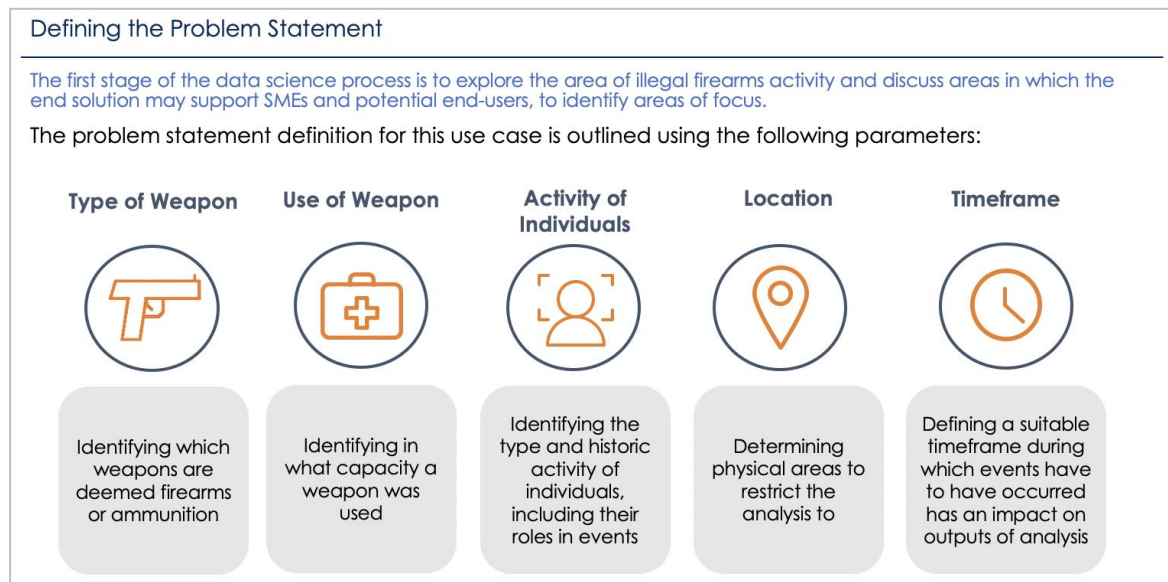 Defining the Problem Statement
The first stage of the data science process is to explore the area of illegal firearms activity and discuss areas in which the
end solution may support SMEs and potential end-users, to identify areas of focus.
The problem statement definition for this use case is outlined using the following parameters:
Type of Weapon
Identifying which
weapons are
deemed firearms
or ammunition
Use of Weapon
Identifying in
what capacity a
weapon was
used
Activity of
Individuals
Identifying the
type and historic
activity of
individuals,
including their
roles in events
Location
Determining
physical areas to
restrict the
analysis to
Timeframe
Defining a suitable
timeframe during
which events have
to have occurred
has an impact on
outputs of analysis